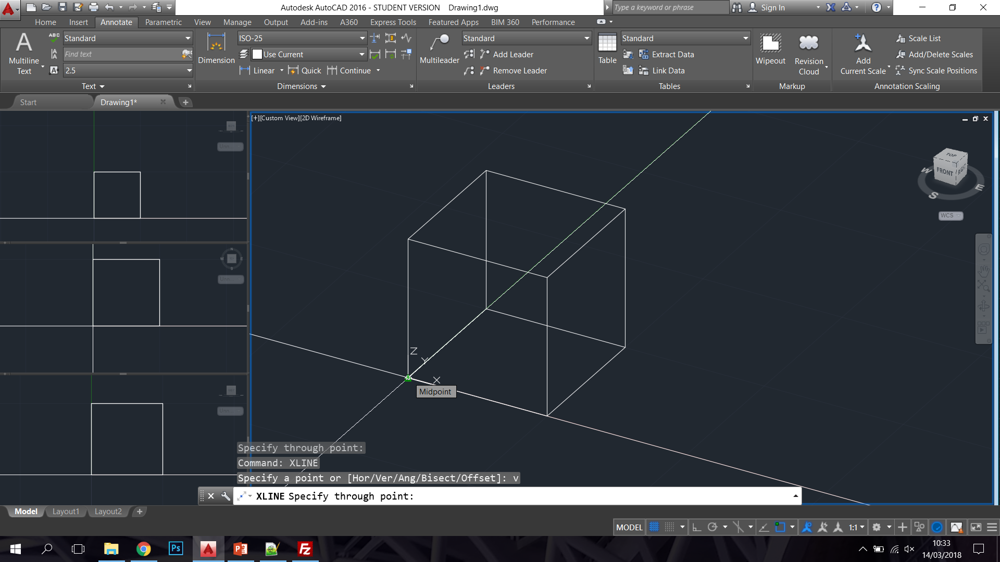 Autodesk AutoCAD 2016 - STUDENT VERSION Drawing1.dwg
Type a keyword or phrase
Sign In
Home Insert Annotate Parametric View Manage Output Add-ins A360 Express Tools Featured Apps BIM 360 Performance
A
Multiline
Text
ABC
Standard
Find text
2.5
Text
Dimension
ISO-25
Use Current
Linear Quick Continue
Dimensions
Multileader
Standard
Add Leader
Remove Leader
Leaders
Table
Standard
Extract Data
Link Data
Tables
Wipeout
Revision
Cloud
Markup
Add
Current Scale
Scale List
Add/Delete Scales
Sync Scale Positions
Annotation Scaling
Start Drawing1*
[+][Custom View][2D Wireframe]
TOP
FRONT
RIGHT
W
S
E
WCS
N
W
E
S
Z
Y
X
Midpoint
Specify through point:
Command: XLINE
Specify a point or [Hor/Ver/Ang/Bisect/Offset]: v
XLINE Specify through point:
Model Layout1 Layout2
MODEL
1:1
Ps
Fz
10:33
14/03/2018